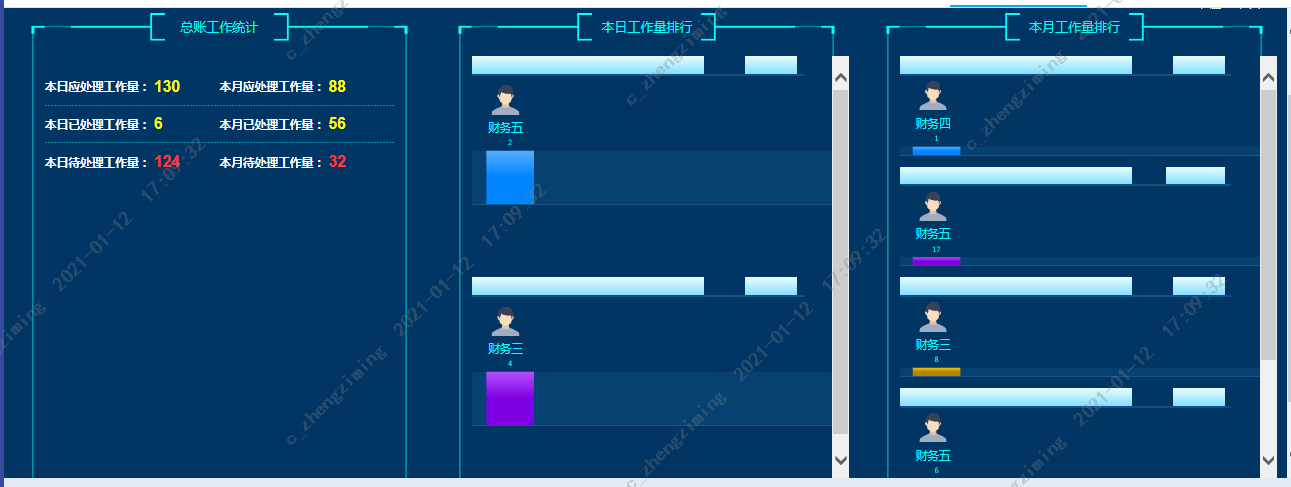 总账工作统计
本日应处理工作量： 130 本月应处理工作量： 88
本日已处理工作量： 6 本月已处理工作量： 56
本日待处理工作量： 124 本月待处理工作量： 32
本日工作量排行
财务五
2
财务三
4
本月工作量排行
财务四
1
财务五
17
财务三
8
财务五
6
c_zhengziming 2021-01-12 17:09:32